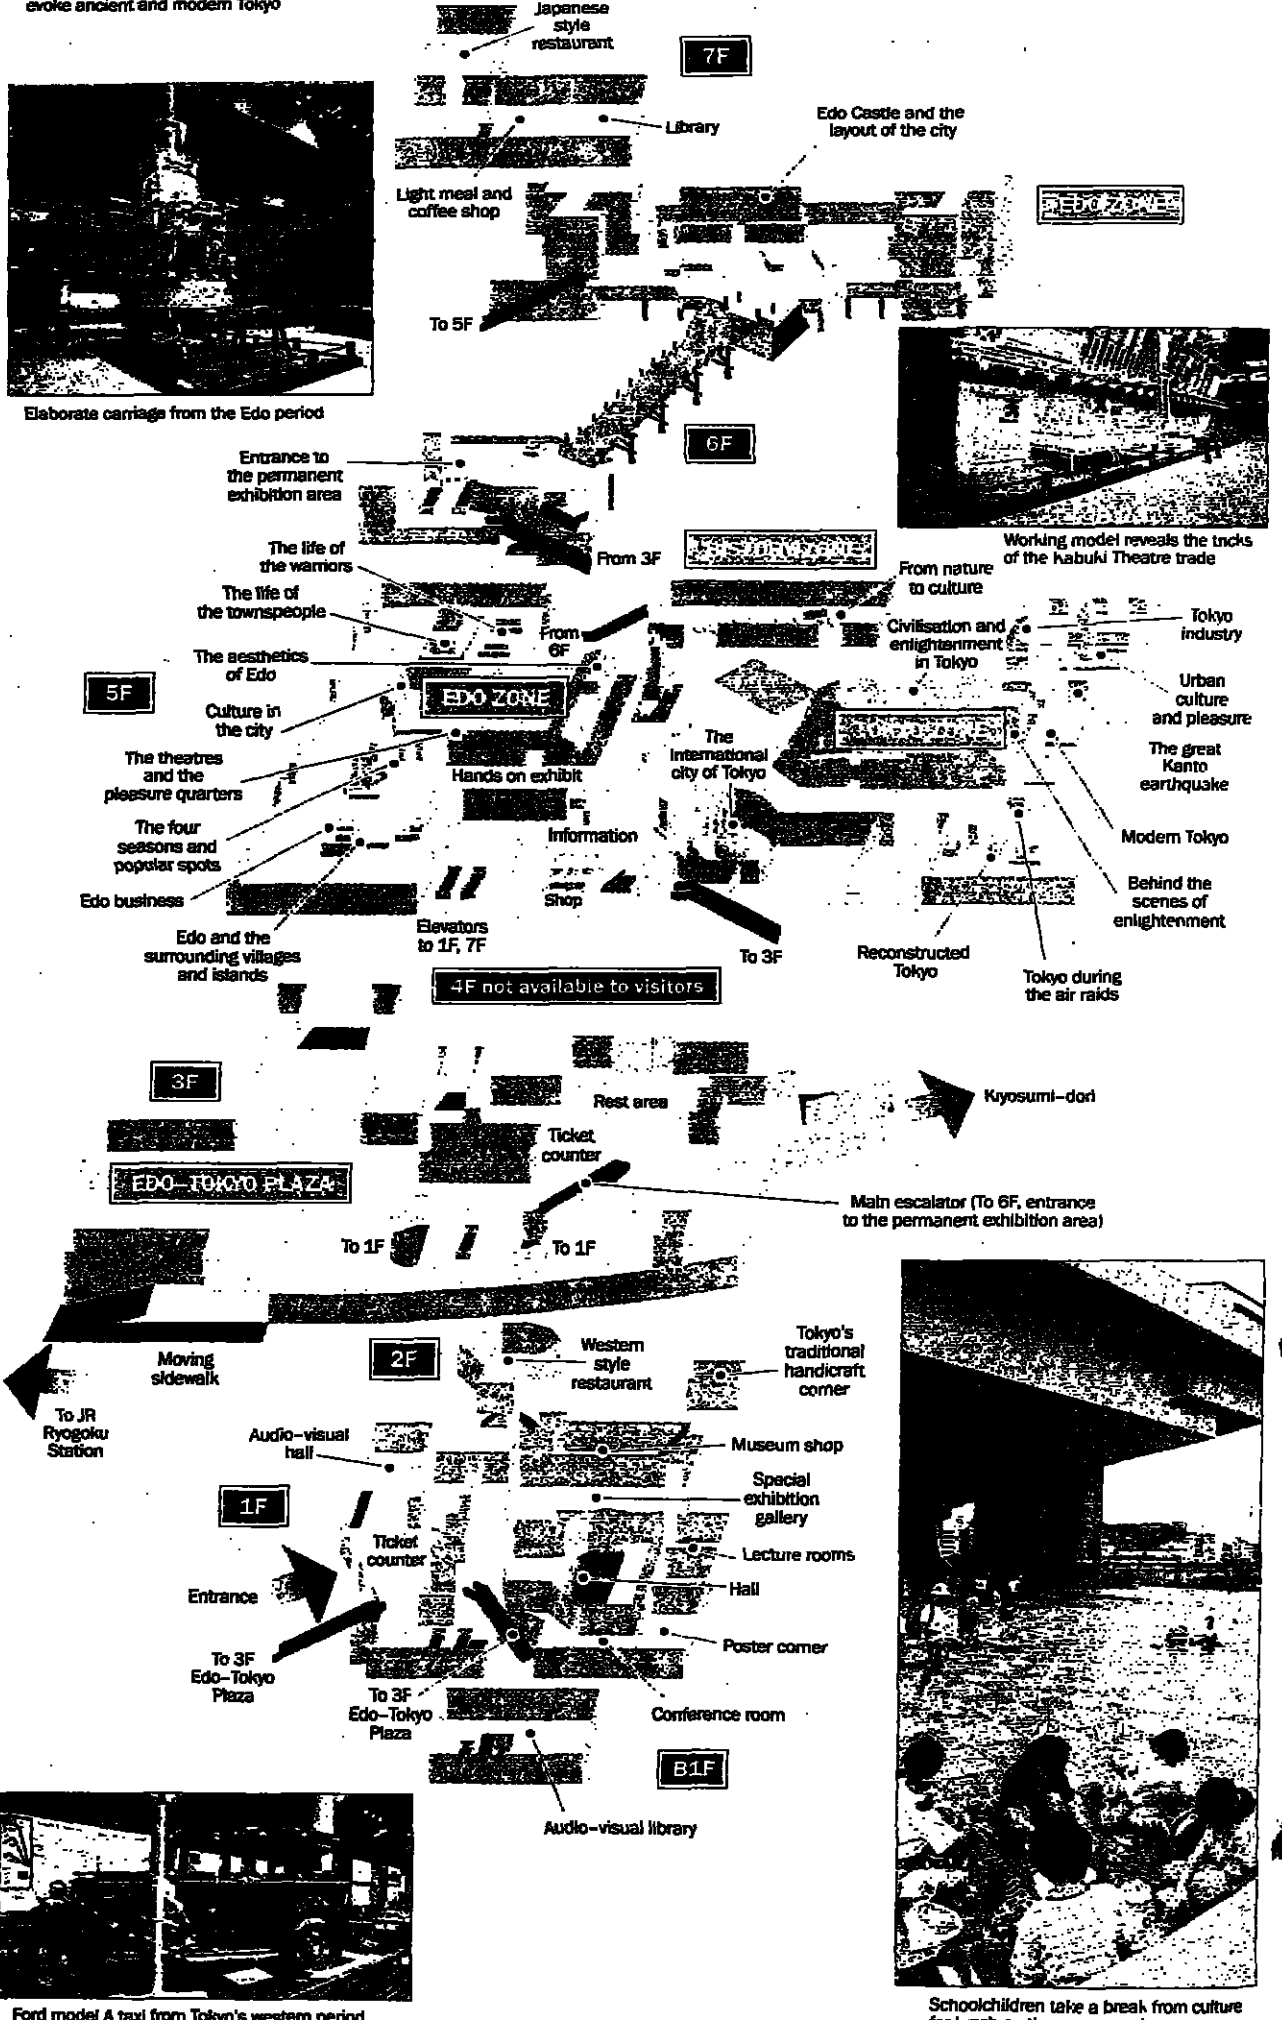 evoke ancient and modern Tokyo
Japanese
style
restaurant
7F
Library
Edo Castle and the
layout of the city
Light meal and
coffee shop
EDO ZONE
To 5F
Elaborate carriage from the Edo period
6F
Entrance to
the permanent
exhibition area
From 3F
Working model reveals the tricks
of the Kabuki Theatre trade
The life of
the warriors
The life of
the townspeople
From
6F
The aesthetics
of Edo
5F
EDO ZONE
Culture in
the city
The theatres
and the
pleasure quarters
Hands on exhibit
The four
seasons and
popular spots
Information
Edo business
Shop
Edo and the
surrounding villages
and islands
Elevators
to 1F, 7F
From nature
to culture
Civilisation and
enlightenment
in Tokyo
Tokyo
industry
Urban
culture
and pleasure
The
international
city of Tokyo
The great
Kanto
earthquake
Modern Tokyo
Behind the
scenes of
enlightenment
To 3F
Reconstructed
Tokyo
Tokyo during
the air raids
4F not available to visitors
3F
Rest area
Kiyosumi-dori
Ticket
counter
EDO-TOKYO PLAZA
Main escalator (To 6F, entrance
to the permanent exhibition area)
To 1F
To 1F
Moving
sidewalk
To JR
Ryogoku
Station
2F
Western
style
restaurant
Tokyo's
traditional
handicraft
corner
Audio-visual
hall
Museum shop
Special
exhibition
gallery
1F
Ticket
counter
Lecture rooms
Hall
Entrance
Poster corner
To 3F
Edo-Tokyo
Plaza
To 3F
Edo-Tokyo
Plaza
Conference room
B1F
Audio-visual library
Ford model A taxi from Tokyo's western period
Schoolchildren take a break from culture